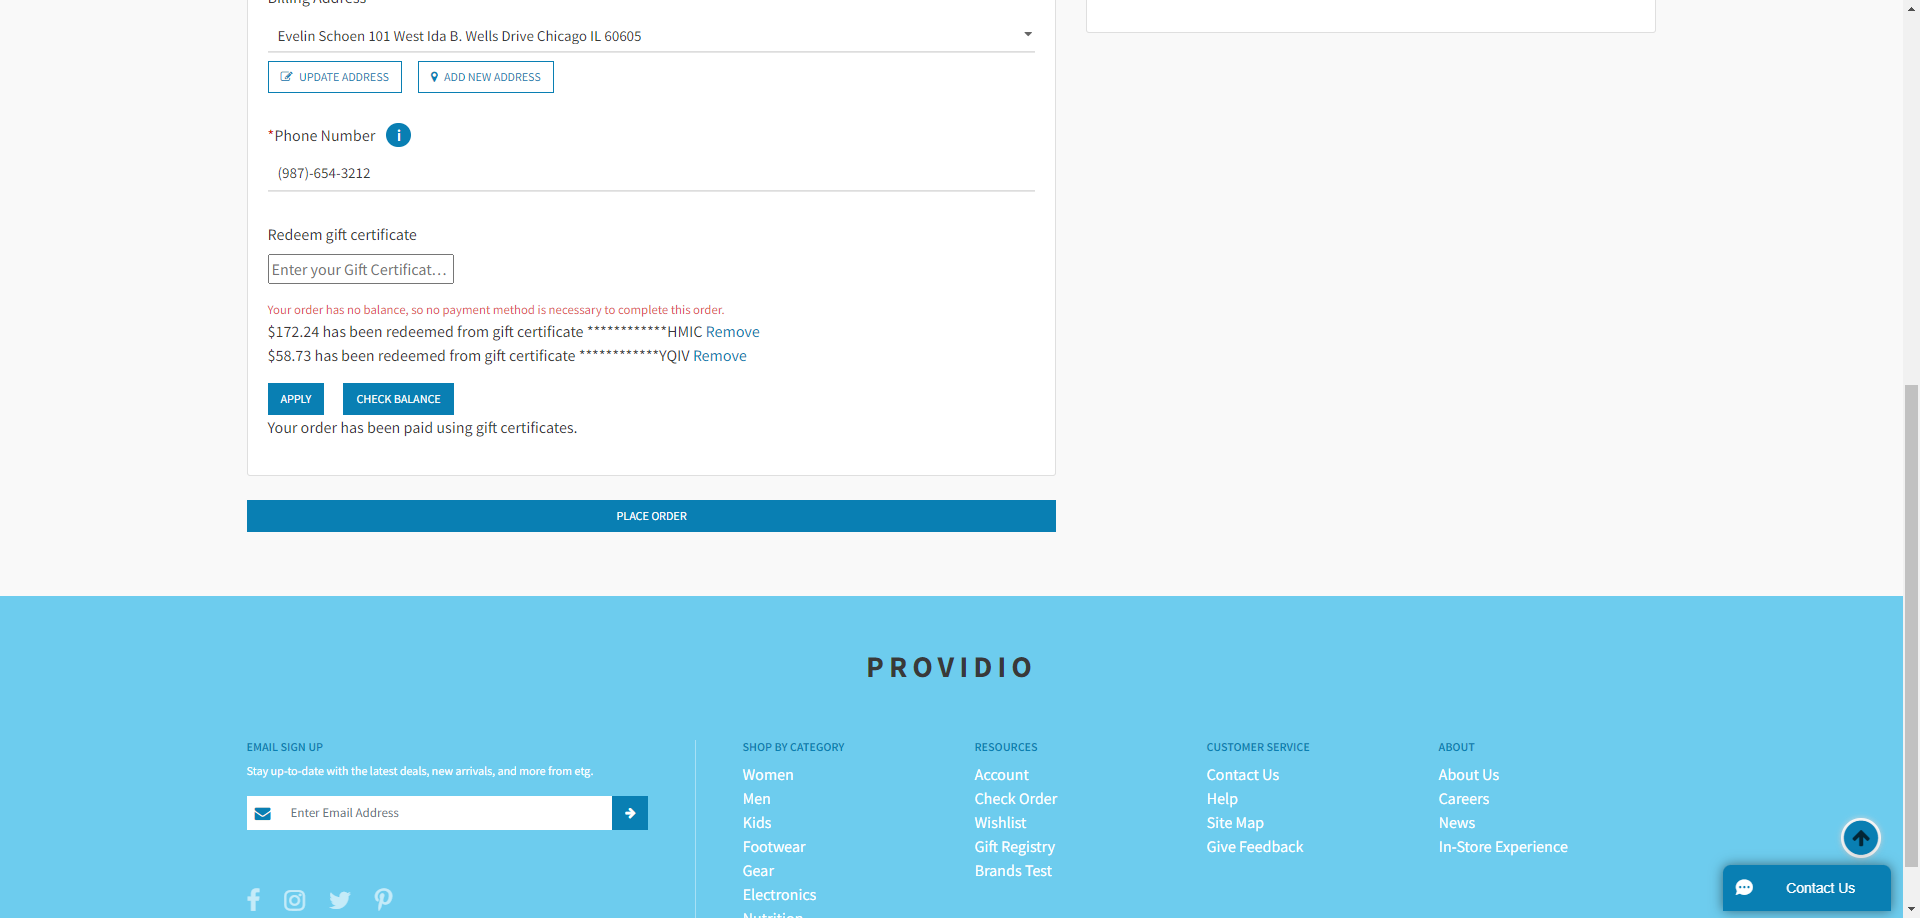 Billing Address
Evelin Schoen 101 West Ida B. Wells Drive Chicago IL 60605
UPDATE ADDRESS
ADD NEW ADDRESS
*Phone Number
i
(987)-654-3212
Redeem gift certificate
Enter your Gift Certificat...
Your order has no balance, so no payment method is necessary to complete this order.
$172.24 has been redeemed from gift certificate ************HMIC Remove
$58.73 has been redeemed from gift certificate ************YQIV Remove
APPLY
CHECK BALANCE
Your order has been paid using gift certificates.
PLACE ORDER
PROVIDIO
EMAIL SIGN UP
Stay up-to-date with the latest deals, new arrivals, and more from etg.
Enter Email Address
SHOP BY CATEGORY
Women
Men
Kids
Footwear
Gear
Electronics
Nutrition
RESOURCES
Account
Check Order
Wishlist
Gift Registry
Brands Test
CUSTOMER SERVICE
Contact Us
Help
Site Map
Give Feedback
ABOUT
About Us
Careers
News
In-Store Experience
Contact Us